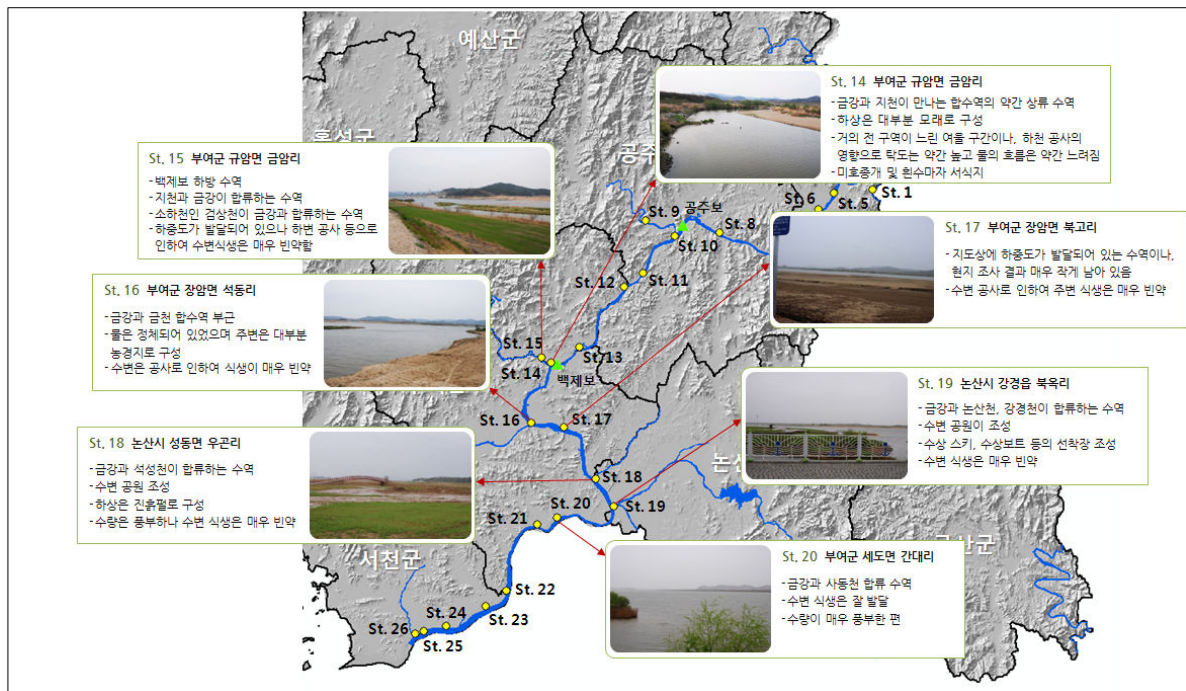 예산군
홍성군
St. 14 부여군 규암면 금암리
-금강과 지천이 만나는 합수역의 약간 상류 수역
-하상은 대부분 모래로 구성
-거의 전 구역이 느린 여울 구간이나, 하천 공사의
영향으로 탁도는 약간 높고 물의 흐름은 약간 느려짐
-미호종개 및 흰수마자 서식지
St. 15 부여군 규암면 금암리
-백제보 하방 수역
-지천과 금강이 합류하는 수역
-소하천인 검상천이 금강과 합류하는 수역
-하중도가 발달되어 있으나 하변 공사 등으로
인하여 수변식생은 매우 빈약함
St. 16 부여군 장암면 석동리
-금강과 금천 합수역 부근
-물은 정체되어 있었으며 주변은 대부분
농경지로 구성
-수변은 공사로 인하여 식생이 매우 빈약
St. 17 부여군 장암면 북고리
-지도상에 하중도가 발달되어 있는 수역이나,
현지 조사 결과 매우 작게 남아 있음
-수변 공사로 인하여 주변 식생은 매우 빈약
St. 18 논산시 성동면 우곤리
-금강과 석성천이 합류하는 수역
-수변 공원 조성
-하상은 진흙펄로 구성
-수량은 풍부하나 수변 식생은 매우 빈약
St. 19 논산시 강경읍 북옥리
-금강과 논산천, 강경천이 합류하는 수역
-수변 공원이 조성
-수상 스키, 수상보트 등의 선착장 조성
-수변 식생은 매우 빈약
St. 20 부여군 세도면 간대리
-금강과 사동천 합류 수역
-수변 식생은 잘 발달
-수량이 매우 풍부한 편
공주
St. 6
St. 5
St. 1
St. 9
공주보
St. 10
St. 8
St. 12
St. 11
St. 15
St. 13
St. 14
백제보
St. 16
St. 17
논산
St. 18
St. 19
St. 20
St. 21
서천군
St. 22
St. 23
St. 24
St. 26
St. 25